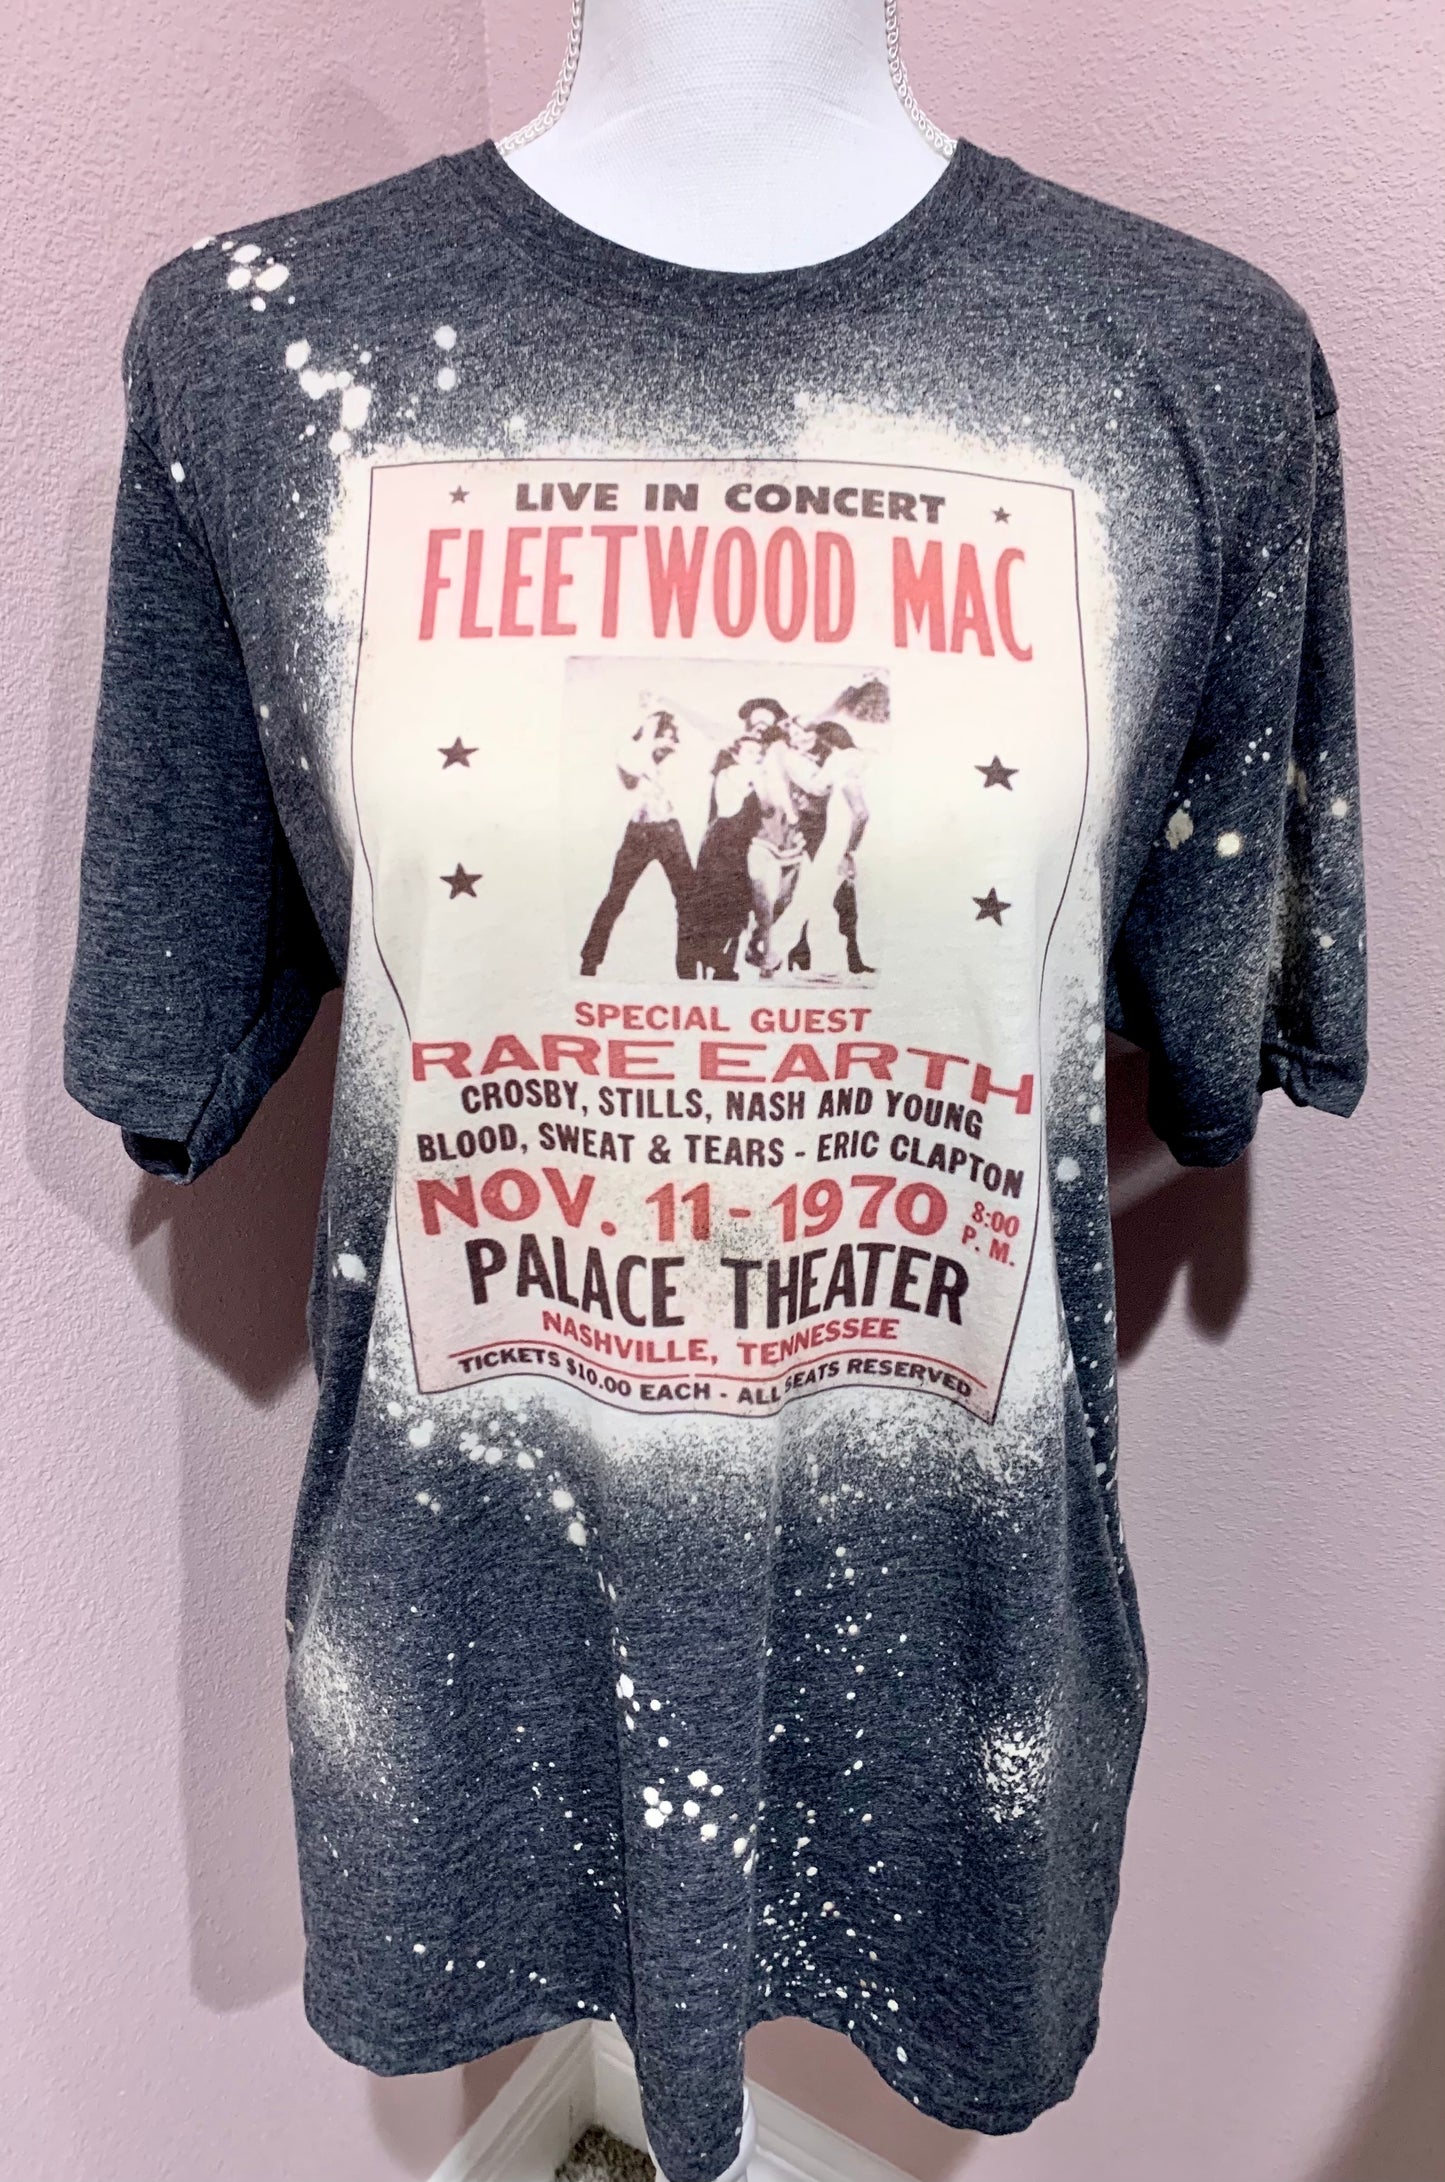 LIVE IN CONCERT
FLEETWOOD MAC
SPECIAL GUEST
RARE EARTH
CROSBY, STILLS, NASH AND YOUNG
BLOOD, SWEAT & TEARS - ERIC CLAPTON
NOV. 11 - 1970 8:00 P. M.
PALACE THEATER
NASHVILLE, TENNESSEE
TICKETS $10.00 EACH - ALL SEATS RESERVED